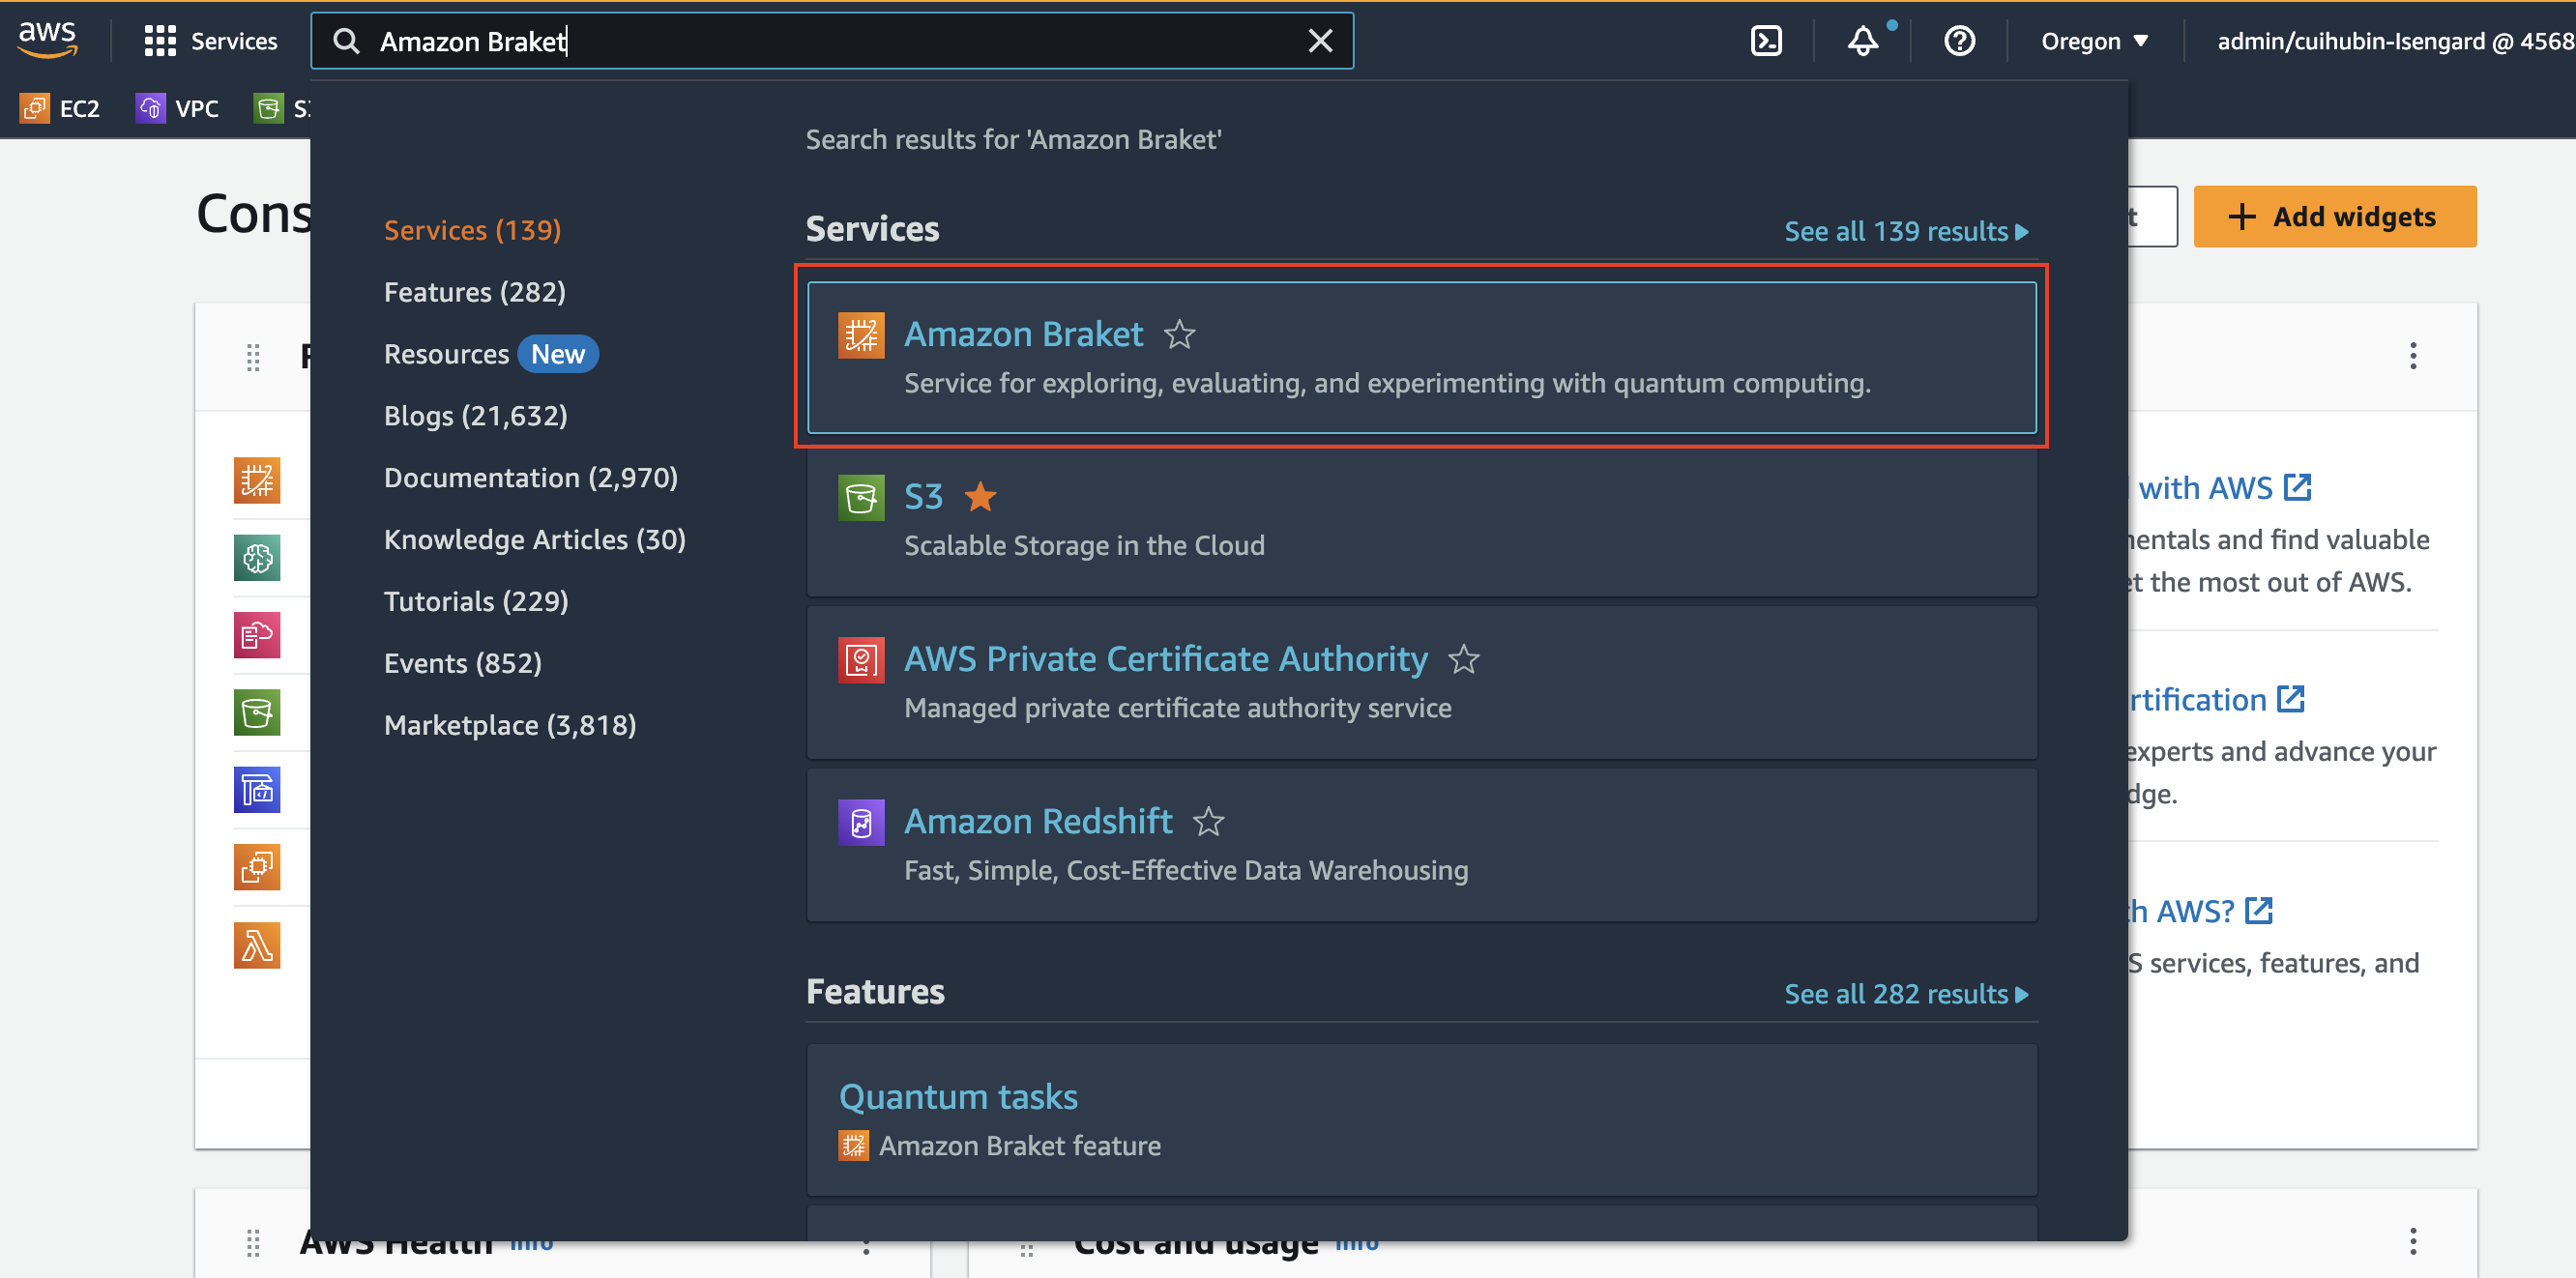 aws
Services
Amazon Braket
Oregon
admin/cuihubin-Isengard @ 4568
EC2
VPC
Search results for 'Amazon Braket'
Services (139)
Features (282)
Resources New
Blogs (21,632)
Documentation (2,970)
Knowledge Articles (30)
Tutorials (229)
Events (852)
Marketplace (3,818)
Services
See all 139 results
Amazon Braket
Service for exploring, evaluating, and experimenting with quantum computing.
S3
Scalable Storage in the Cloud
AWS Private Certificate Authority
Managed private certificate authority service
Amazon Redshift
Fast, Simple, Cost-Effective Data Warehousing
Features
See all 282 results
Quantum tasks
Amazon Braket feature
Cons
Add widgets
with AWS
mentals and find valuable
et the most out of AWS.
rtification
experts and advance your
dge.
th AWS?
S services, features, and
AWS Health Info
Cost and usage Info